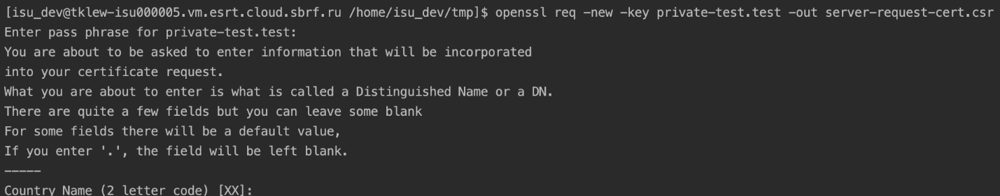 [isu_dev@tklew-isu000005.vm.esrt.cloud.sbrf.ru /home/isu_dev/tmp]$ openssl req -new -key private-test.test -out server-request-cert.csr
Enter pass phrase for private-test.test:
You are about to be asked to enter information that will be incorporated
into your certificate request.
What you are about to enter is what is called a Distinguished Name or a DN.
There are quite a few fields but you can leave some blank
For some fields there will be a default value,
If you enter '.', the field will be left blank.
-----
Country Name (2 letter code) [XX]: